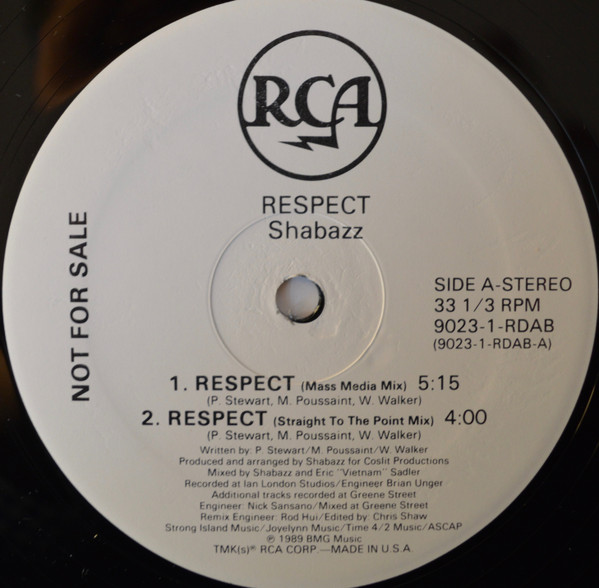 RCA
RESPECT
Shabazz
NOT FOR SALE
SIDE A-STEREO
33 1/3 RPM
9023-1-RDAB
(9023-1-RDAB-A)
1. RESPECT (Mass Media Mix) 5:15
(P. Stewart, M. Poussaint, W. Walker)
2. RESPECT (Straight To The Point Mix) 4:00
(P. Stewart, M. Poussaint, W. Walker)
Written by: P. Stewart/M. Poussaint/W. Walker
Produced and arranged by Shabazz for Coslit Productions
Mixed by Shabazz and Eric "Vietnam" Sadler
Recorded at Ian London Studios/Engineer Brian Unger
Additional tracks recorded at Greene Street
Engineer: Nick Sansano/Mixed at Greene Street
Remix Engineer: Rod Hui/Edited by: Chris Shaw
Strong Island Music/Joyelynn Music/Time 4/2 Music/ASCAP
℗ 1989 BMG Music
TMK(s)® RCA CORP.—MADE IN U.S.A.